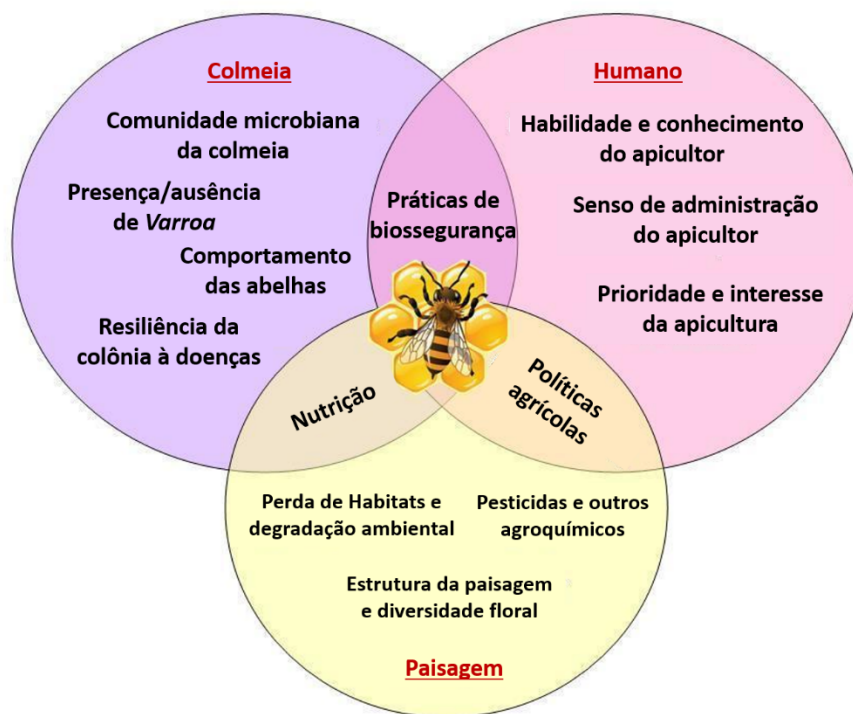 Colmeia
Comunidade microbiana
da colmeia
Presença/ausência
de Varroa
Comportamento
das abelhas
Resiliência da
colônia à doenças
Humano
Habilidade e conhecimento
do apicultor
Senso de administração
do apicultor
Prioridade e interesse
da apicultura
Práticas de
biossegurança
Nutrição
Políticas
agrícolas
Perda de Habitats e
degradação ambiental
Pesticidas e outros
agroquímicos
Estrutura da paisagem
e diversidade floral
Paisagem